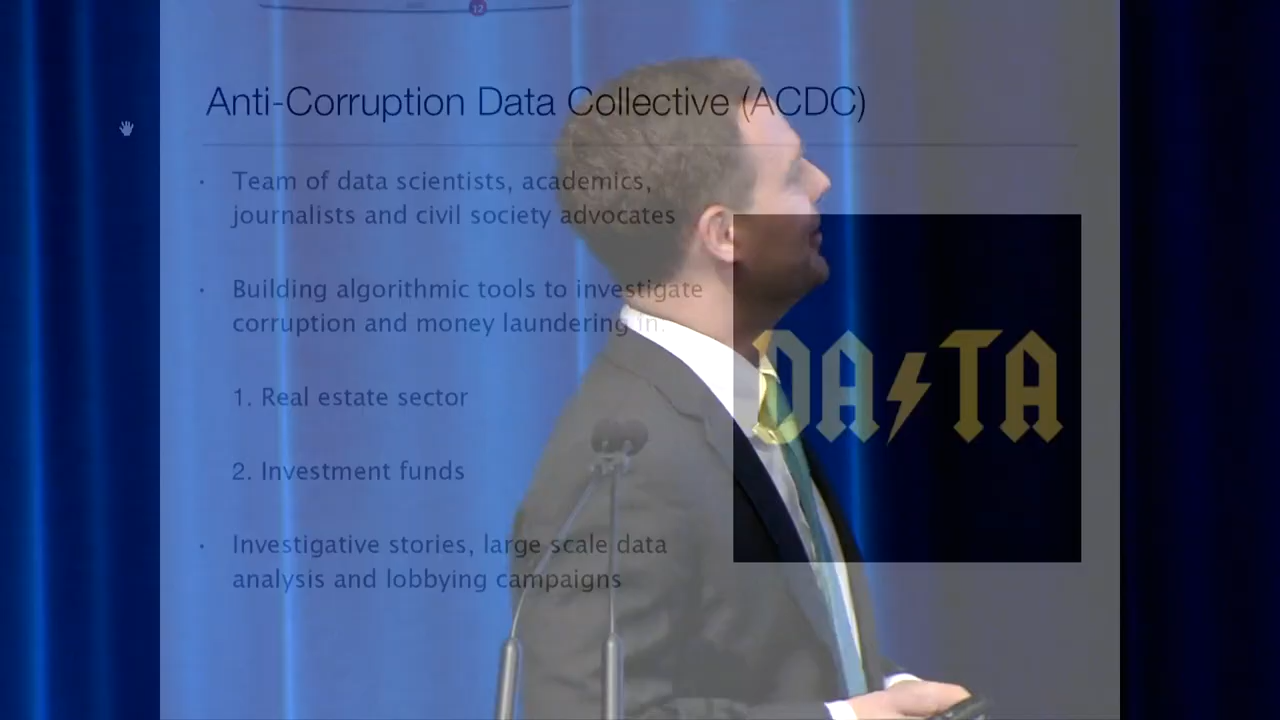 12
Anti-Corruption Data Collective (ACDC)
· Team of data scientists, academics,
journalists and civil society advocates
· Building algorithmic tools to investigate
corruption and money laundering in:
1. Real estate sector
2. Investment funds
· Investigative stories, large scale data
analysis and lobbying campaigns
DA⚡TA